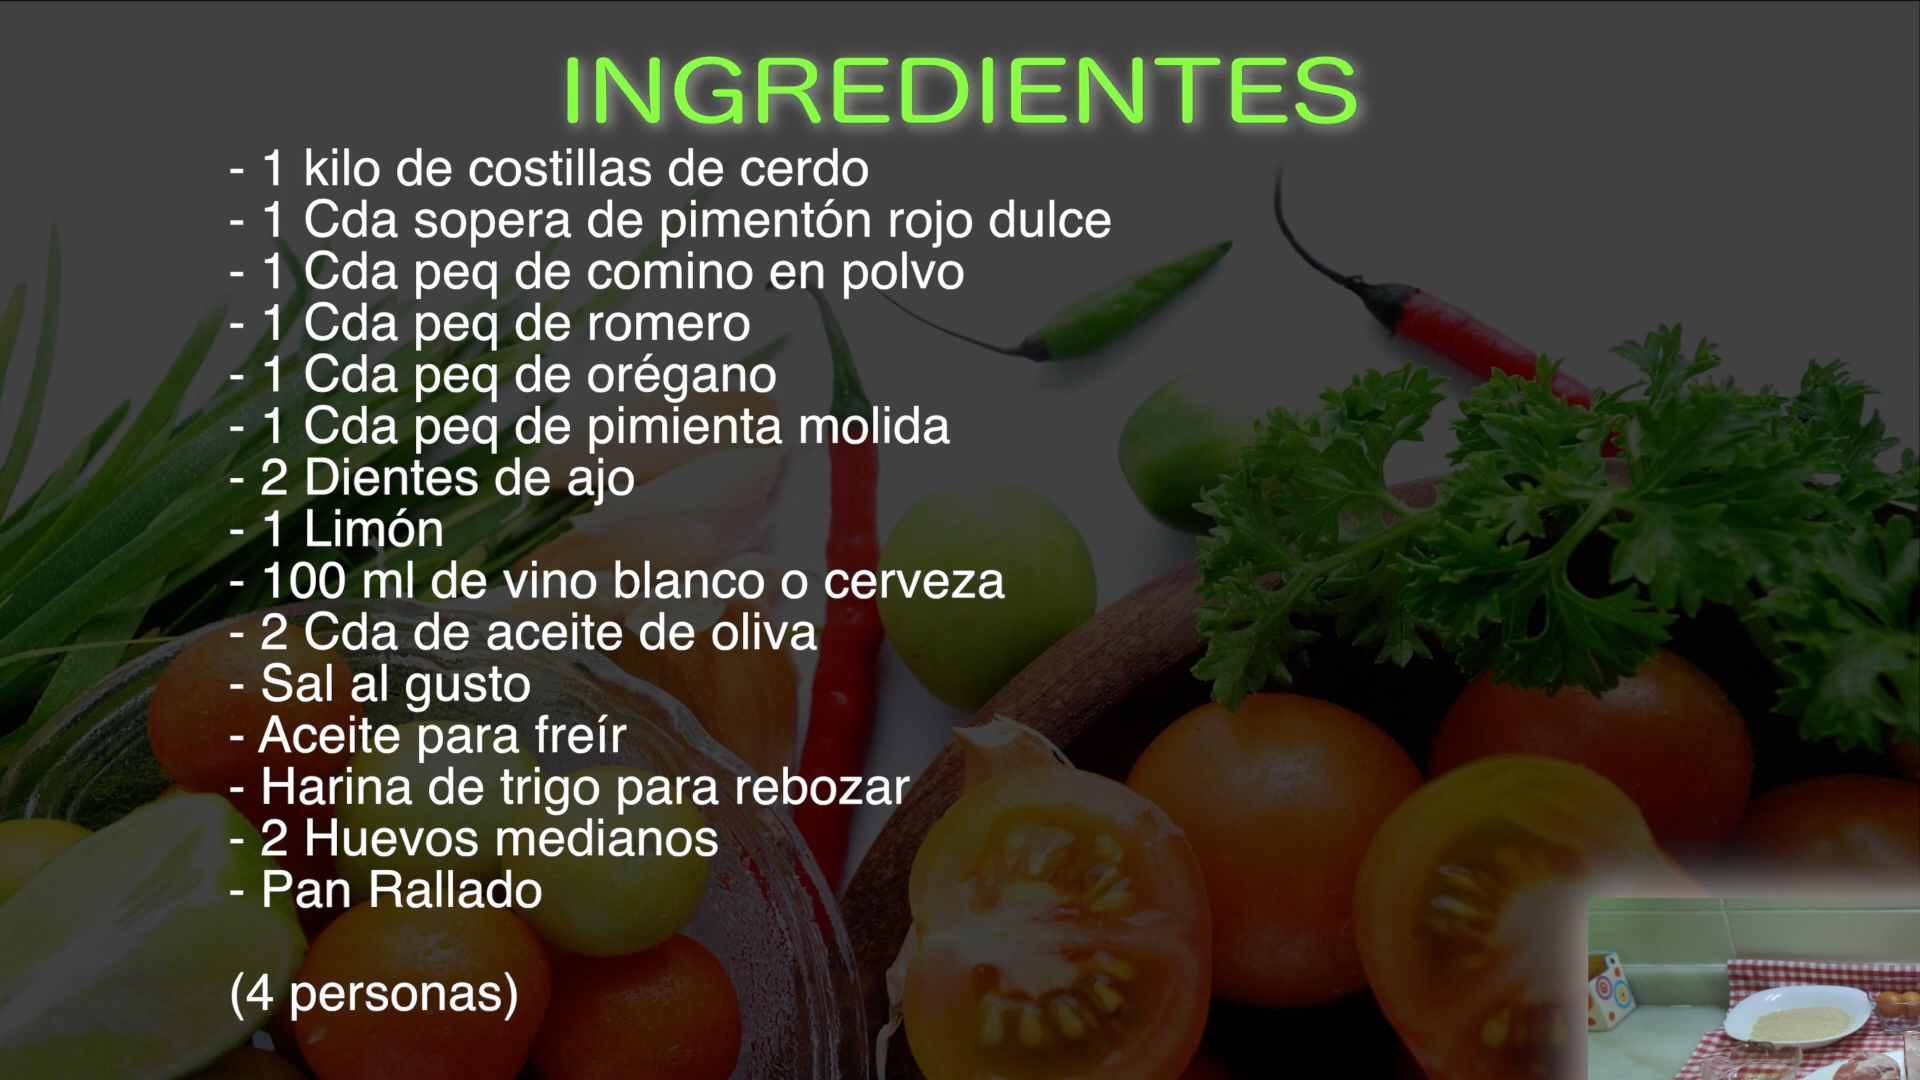 INGREDIENTES
- 1 kilo de costillas de cerdo
- 1 Cda sopera de pimentón rojo dulce
- 1 Cda peq de comino en polvo
- 1 Cda peq de romero
- 1 Cda peq de orégano
- 1 Cda peq de pimienta molida
- 2 Dientes de ajo
- 1 Limón
- 100 ml de vino blanco o cerveza
- 2 Cda de aceite de oliva
- Sal al gusto
- Aceite para freír
- Harina de trigo para rebozar
- 2 Huevos medianos
- Pan Rallado
(4 personas)